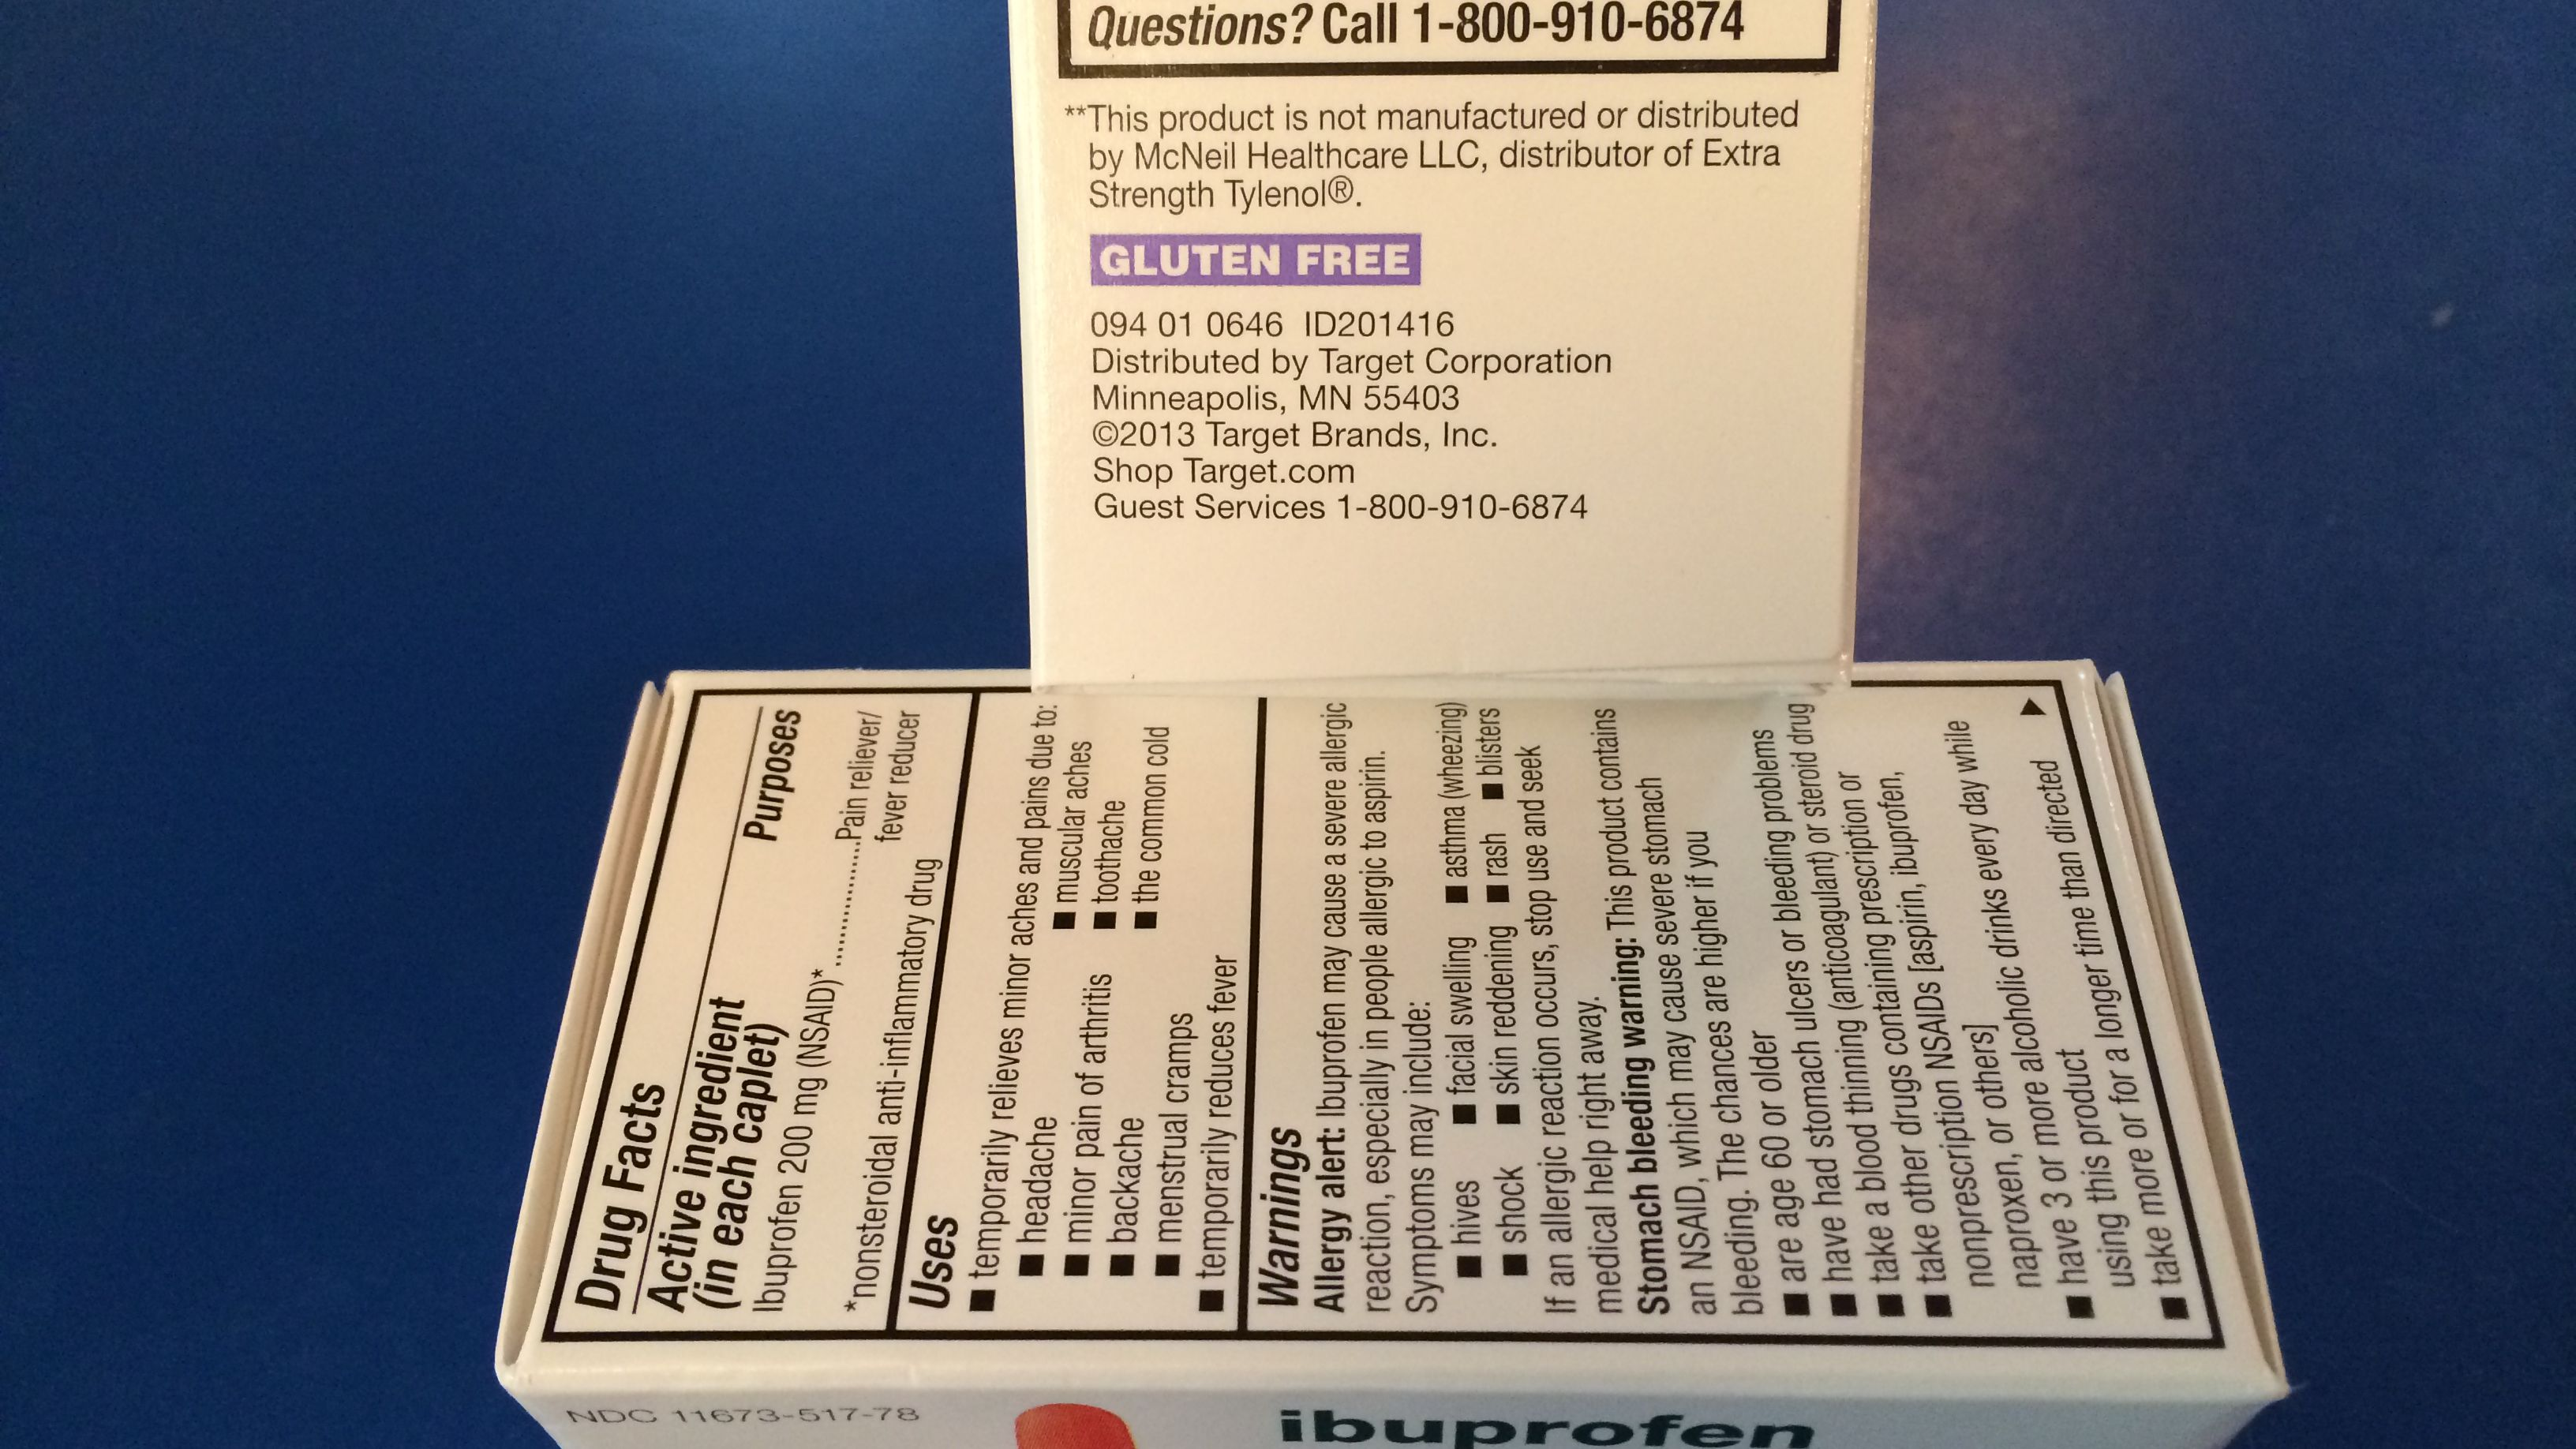 Questions? Call 1-800-910-6874
**This product is not manufactured or distributed
by McNeil Healthcare LLC, distributor of Extra
Strength Tylenol®.
GLUTEN FREE
094 01 0646 ID201416
Distributed by Target Corporation
Minneapolis, MN 55403
©2013 Target Brands, Inc.
Shop Target.com
Guest Services 1-800-910-6874
Drug Facts
Active ingredient
(in each caplet) Purposes
Ibuprofen 200 mg (NSAID)*..............Pain reliever/
fever reducer
*nonsteroidal anti-inflammatory drug
Uses
■ temporarily relieves minor aches and pains due to:
■ headache ■ muscular aches
■ minor pain of arthritis ■ toothache
■ backache ■ the common cold
■ menstrual cramps
■ temporarily reduces fever
Warnings
Allergy alert: Ibuprofen may cause a severe allergic
reaction, especially in people allergic to aspirin.
Symptoms may include:
■ hives ■ facial swelling ■ asthma (wheezing)
■ shock ■ skin reddening ■ rash ■ blisters
If an allergic reaction occurs, stop use and seek
medical help right away.
Stomach bleeding warning: This product contains
an NSAID, which may cause severe stomach
bleeding. The chances are higher if you
■ are age 60 or older
■ have had stomach ulcers or bleeding problems
■ take a blood thinning (anticoagulant) or steroid drug
■ take other drugs containing prescription or
nonprescription NSAIDs [aspirin, ibuprofen,
naproxen, or others]
■ have 3 or more alcoholic drinks every day while
using this product
■ take more or for a longer time than directed
NDC 11673-517-78
ibuprofen